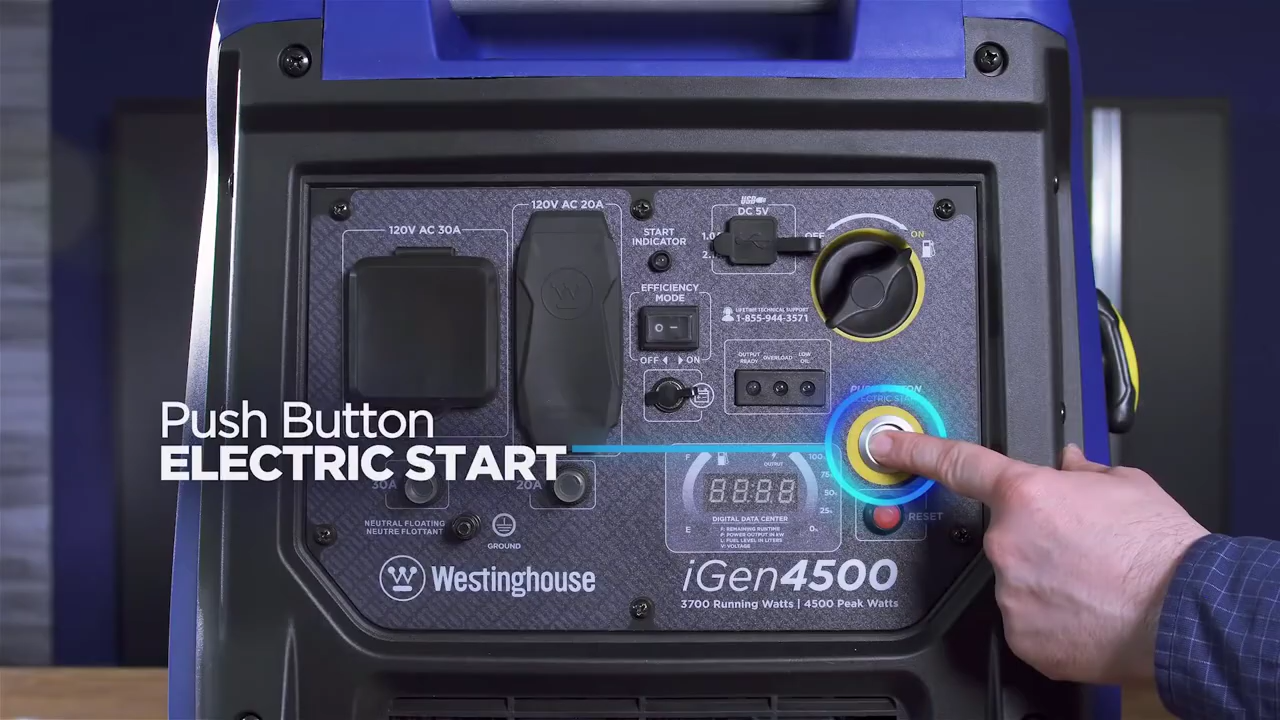 120V AC 30A
120V AC 20A
USB
DC 5V
START
INDICATOR
OFF
ON
EFFICIENCY
MODE
LIFETIME TECHNICAL SUPPORT
1-855-944-3571
OFF
ON
OUTPUT
READY
OVERLOAD
LOW
OIL
PUSH BUTTON
ELECTRIC START
Push Button
ELECTRIC START
30A
20A
F
OUTPUT
100
75
50
25
E
0
DIGITAL DATA CENTER
F: REMAINING RUNTIME
P: POWER OUTPUT IN kW
L: FUEL LEVEL IN LITERS
V: VOLTAGE
RESET
NEUTRAL FLOATING
NEUTRE FLOTTANT
GROUND
W Westinghouse
iGen4500
3700 Running Watts | 4500 Peak Watts